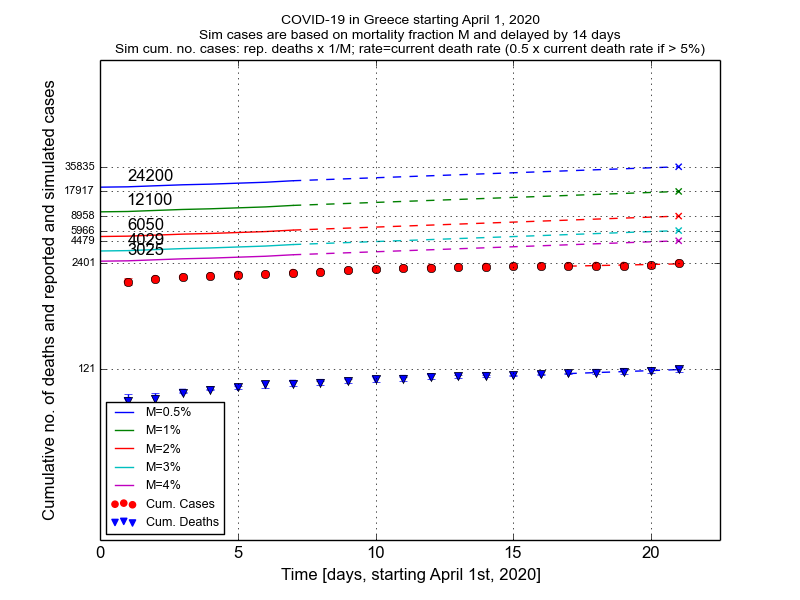 COVID-19 in Greece starting April 1, 2020
Sim cases are based on mortality fraction M and delayed by 14 days
Sim cum. no. cases: rep. deaths x 1/M; rate=current death rate (0.5 x current death rate if > 5%)
Cumulative no. of deaths and reported and simulated cases
35835
17917
8958
5966
4479
2401
121
24200
12100
6050
4029
3025
M=0.5%
M=1%
M=2%
M=3%
M=4%
Cum. Cases
Cum. Deaths
0 5 10 15 20
Time [days, starting April 1st, 2020]